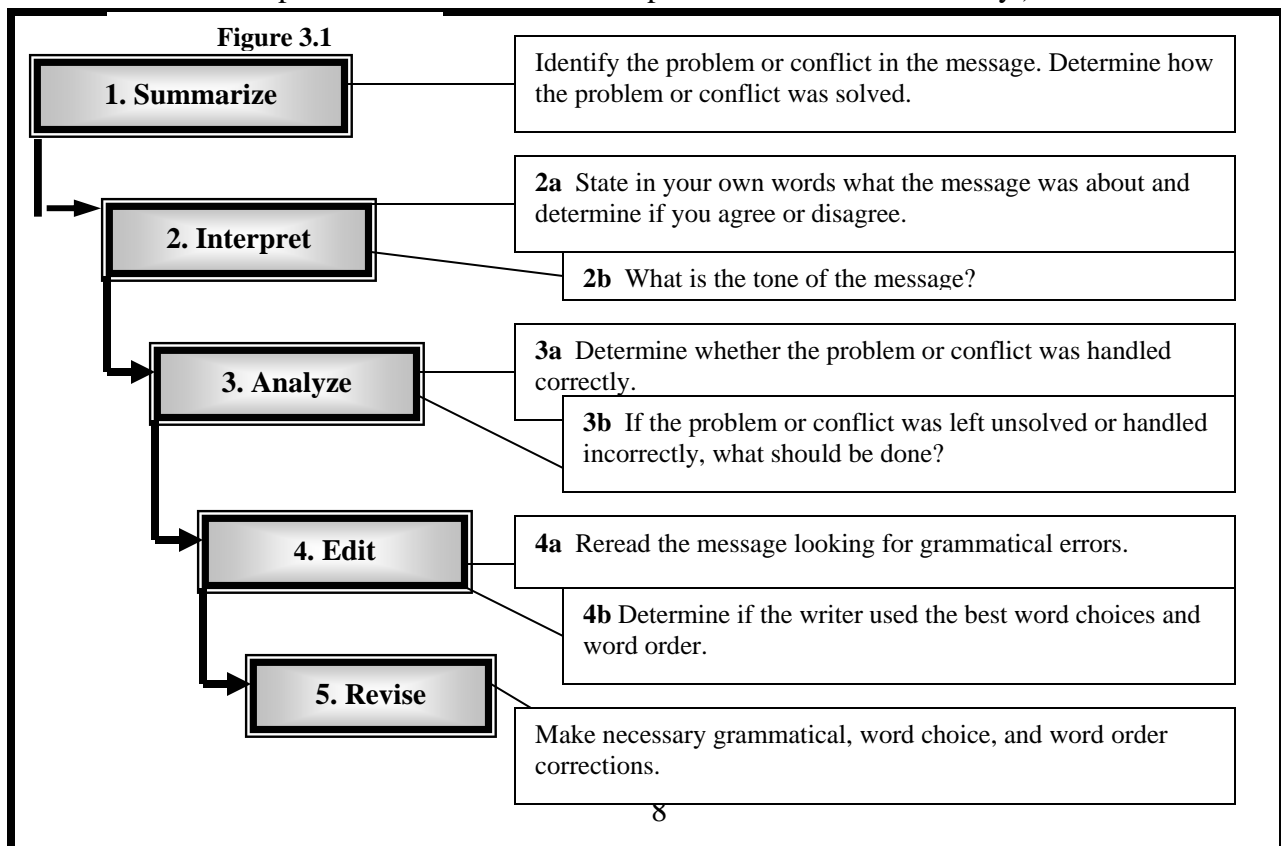 Figure 3.1
1. Summarize
Identify the problem or conflict in the message. Determine how
the problem or conflict was solved.
2. Interpret
2a State in your own words what the message was about and
determine if you agree or disagree.
2b What is the tone of the message?
3. Analyze
3a Determine whether the problem or conflict was handled
correctly.
3b If the problem or conflict was left unsolved or handled
incorrectly, what should be done?
4. Edit
4a Reread the message looking for grammatical errors.
4b Determine if the writer used the best word choices and
word order.
5. Revise
Make necessary grammatical, word choice, and word order
corrections.
8